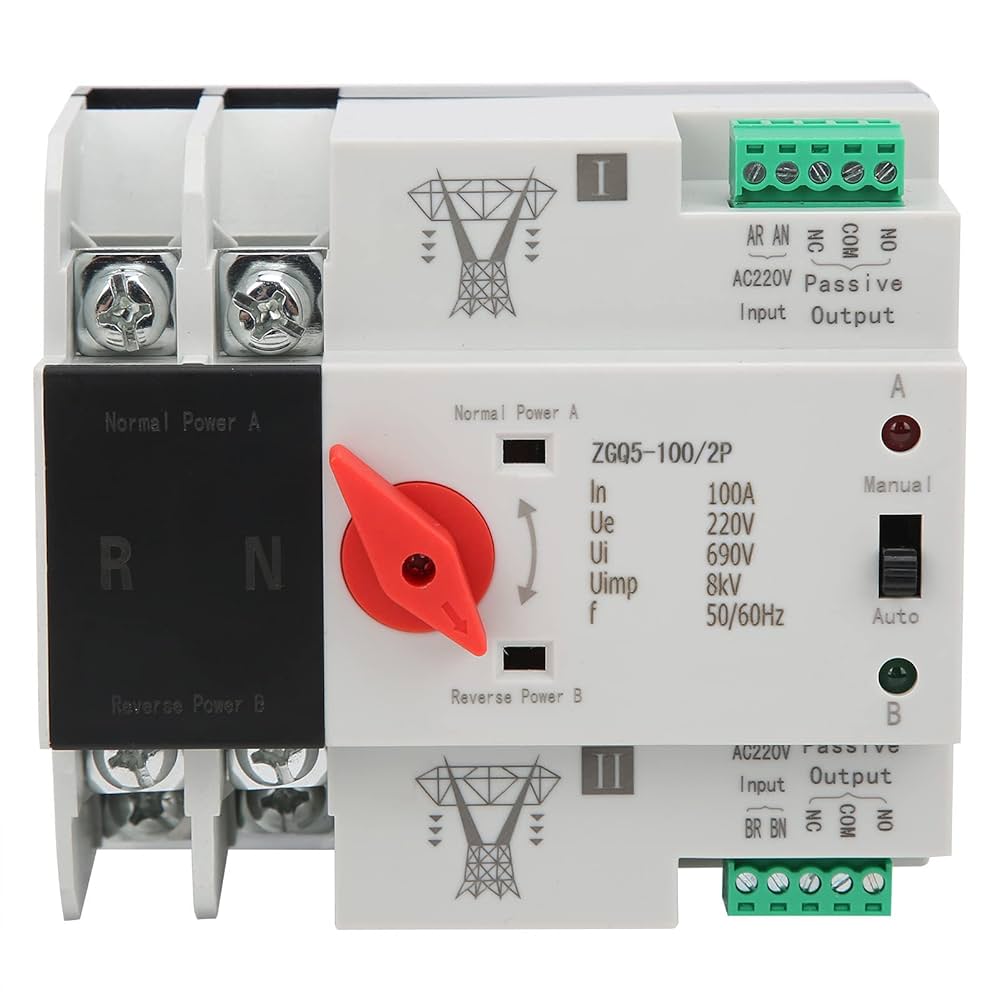 I
AR AN NC COM NO
AC220V Passive
Input Output
Normal Power A
R N
Reverse Power B
Normal Power A
Reverse Power B
ZGQ5-100/2P
In 100A
Ue 220V
Ui 690V
Uimp 8kV
f 50/60Hz
A
Manual
Auto
B
II
AC220V Passive
Input Output
BR BN NC COM NO